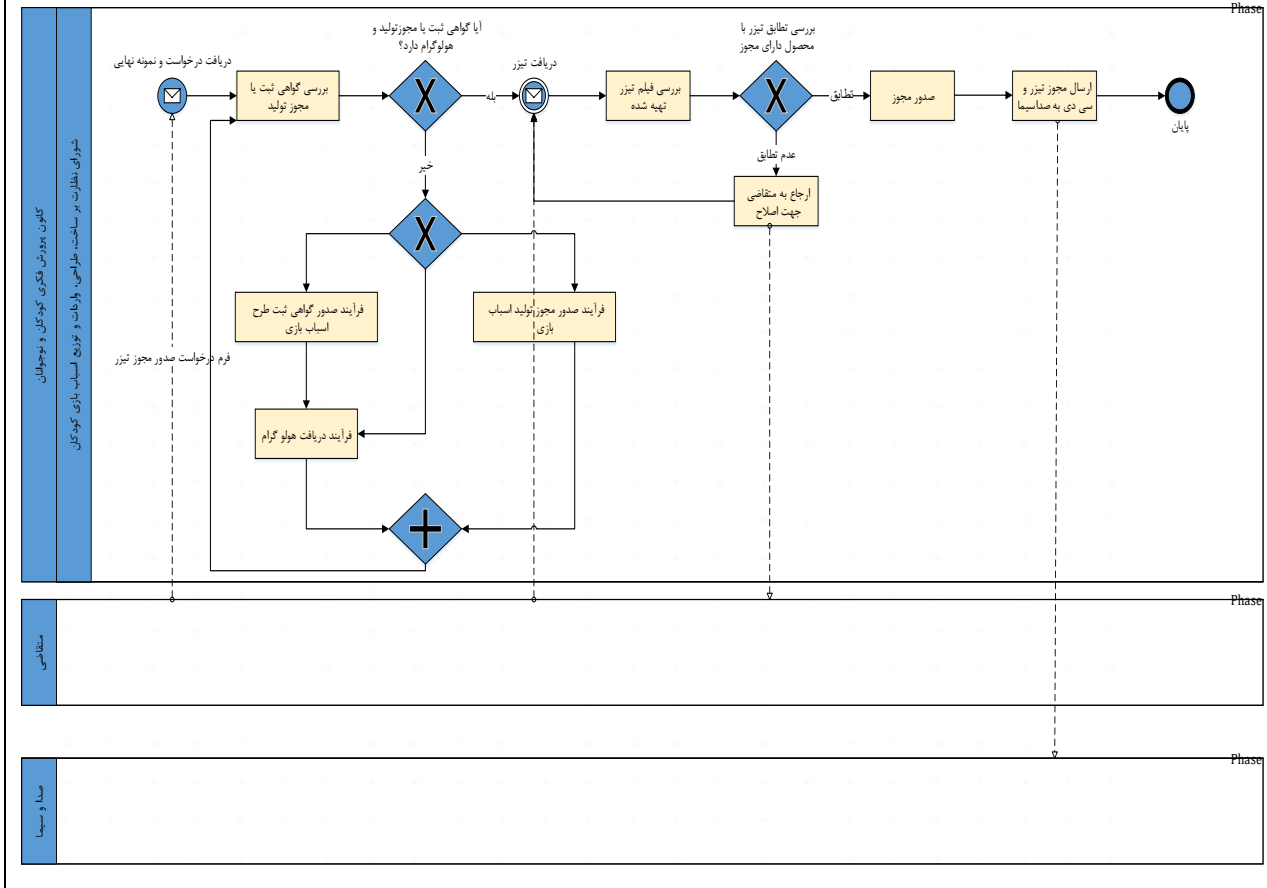 Phase
آیا گواهی ثبت یا مجوزتولید و
هولوگرام دارد؟
بررسی تطابق تیزر با
محصول دارای مجوز
دریافت درخواست و نمونه نهایی
دریافت تیزر
بررسی گواهی ثبت یا
مجوز تولید
بله
بررسی فیلم تیزر
تهیه شده
تطابق
صدور مجوز
ارسال مجوز تیزر و
سی دی به صداسیما
پایان
خیر
عدم تطابق
ارجاع به متقاضی
جهت اصلاح
فرآیند صدور گواهی ثبت طرح
اسباب بازی
فرآیند صدور مجوز تولید اسباب
بازی
فرم درخواست صدور مجوز تیزر
فرآیند دریافت هولو گرام
کانون پرورش فکری کودکان و نوجوانان
شورای نظارت بر ساخت، طراحی، واردات و توزیع اسباب بازی کودکان
Phase
متقاضی
Phase
صدا و سیما